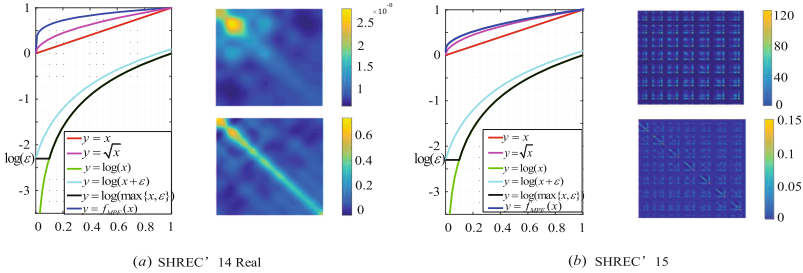 1
0
-1
-2
log(ε)
-3
0 0.2 0.4 0.6 0.8 1
y = x
y = √x
y = log(x)
y = log(x+ε)
y = log(max{x,ε})
y = f_MPE(x)
×10⁻⁸
2.5
2
1.5
1
0.6
0.4
0.2
0
(a) SHREC’ 14 Real
1
0
-1
-2
log(ε)
-3
0 0.2 0.4 0.6 0.8 1
y = x
y = √x
y = log(x)
y = log(x+ε)
y = log(max{x,ε})
y = f_MPE(x)
120
80
40
0
0.15
0.1
0.05
0
(b) SHREC’ 15